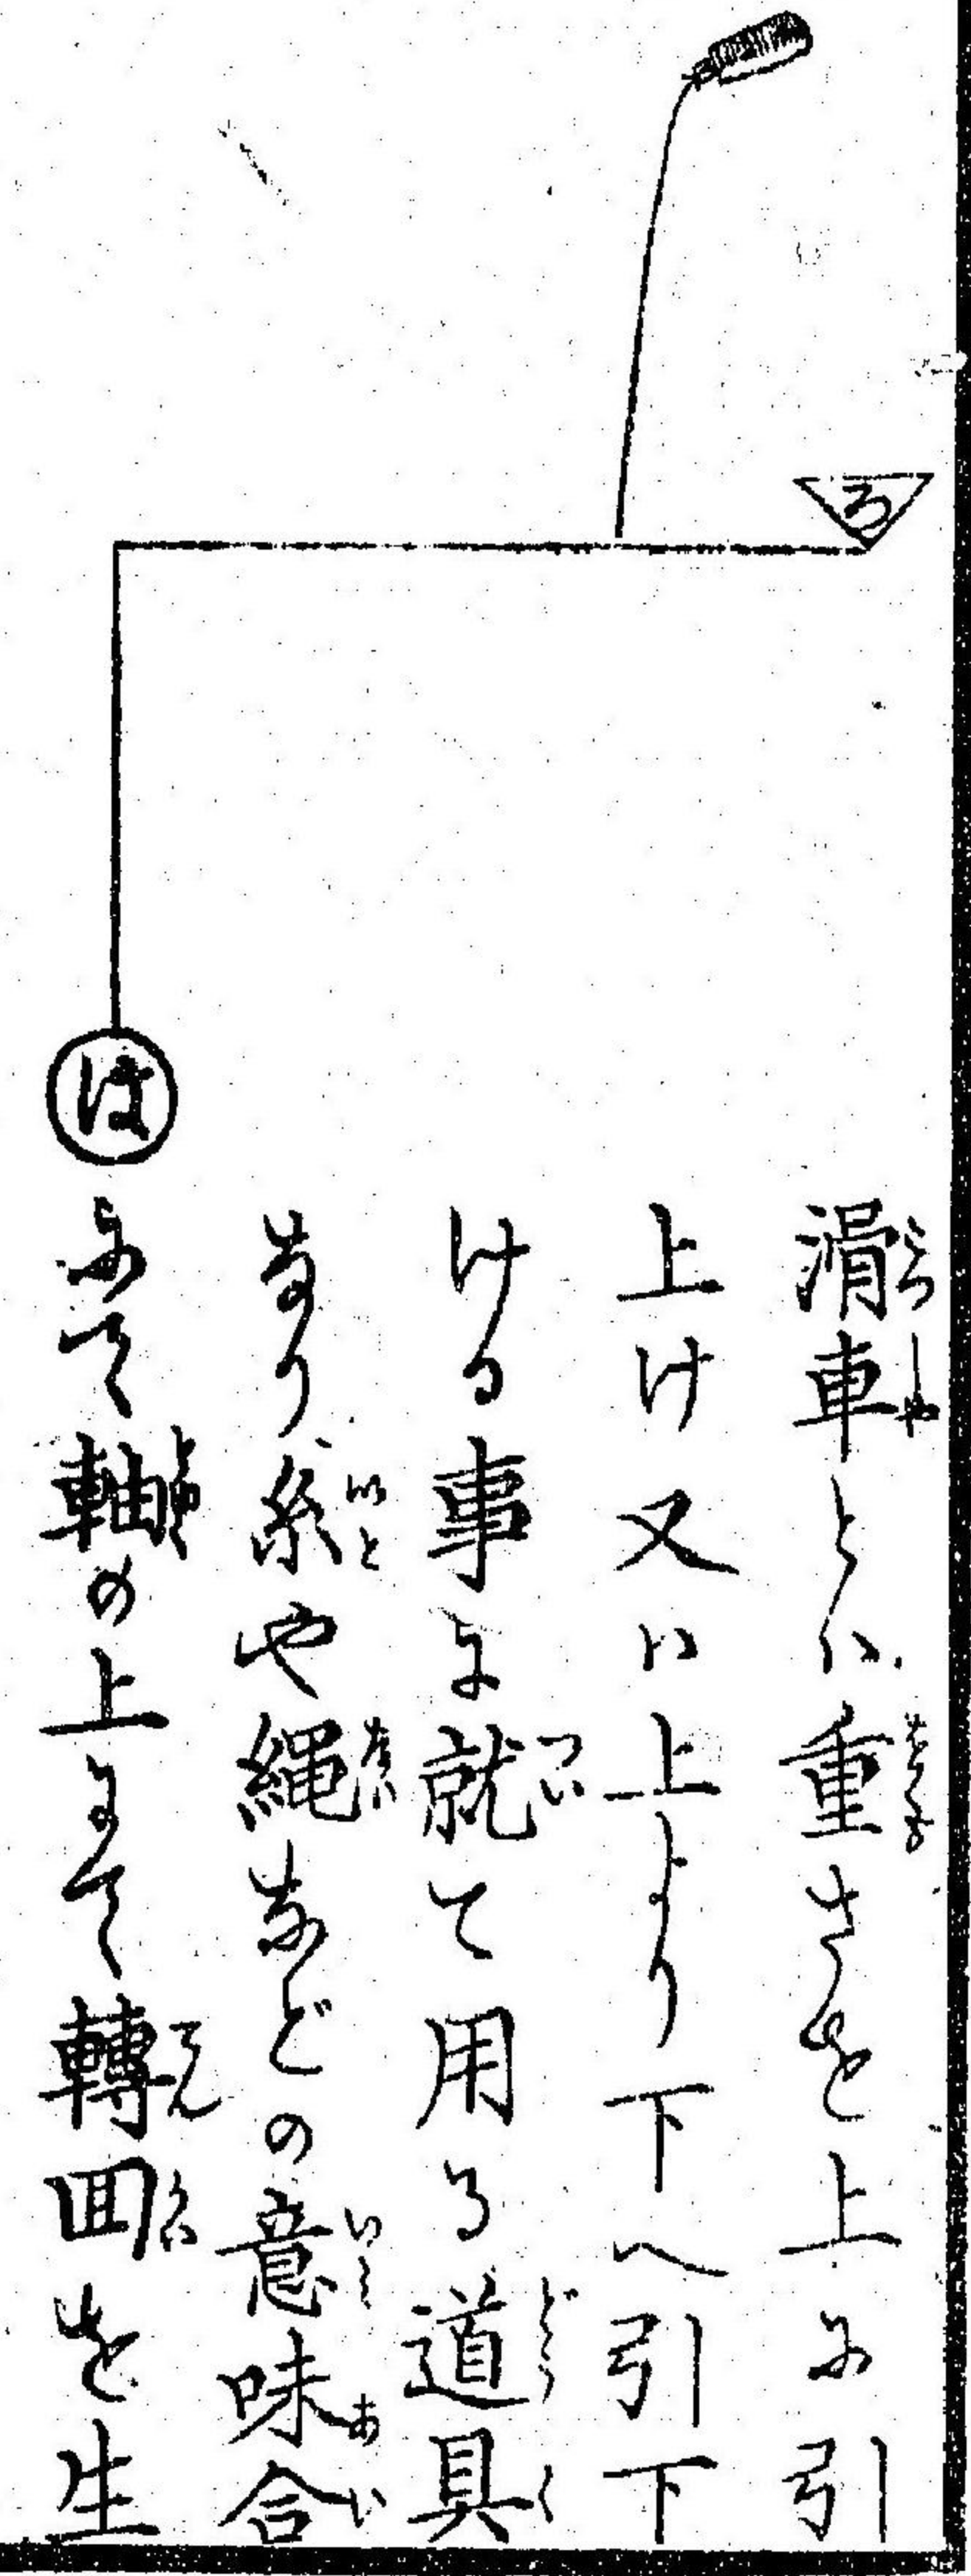 ろ
滑車とハ重さを上に引
上け又ハ上より下へ引下
ける事に就て用る道具
なり糸や縄などの意味合
ほ
にて軸の上にて轉回を生